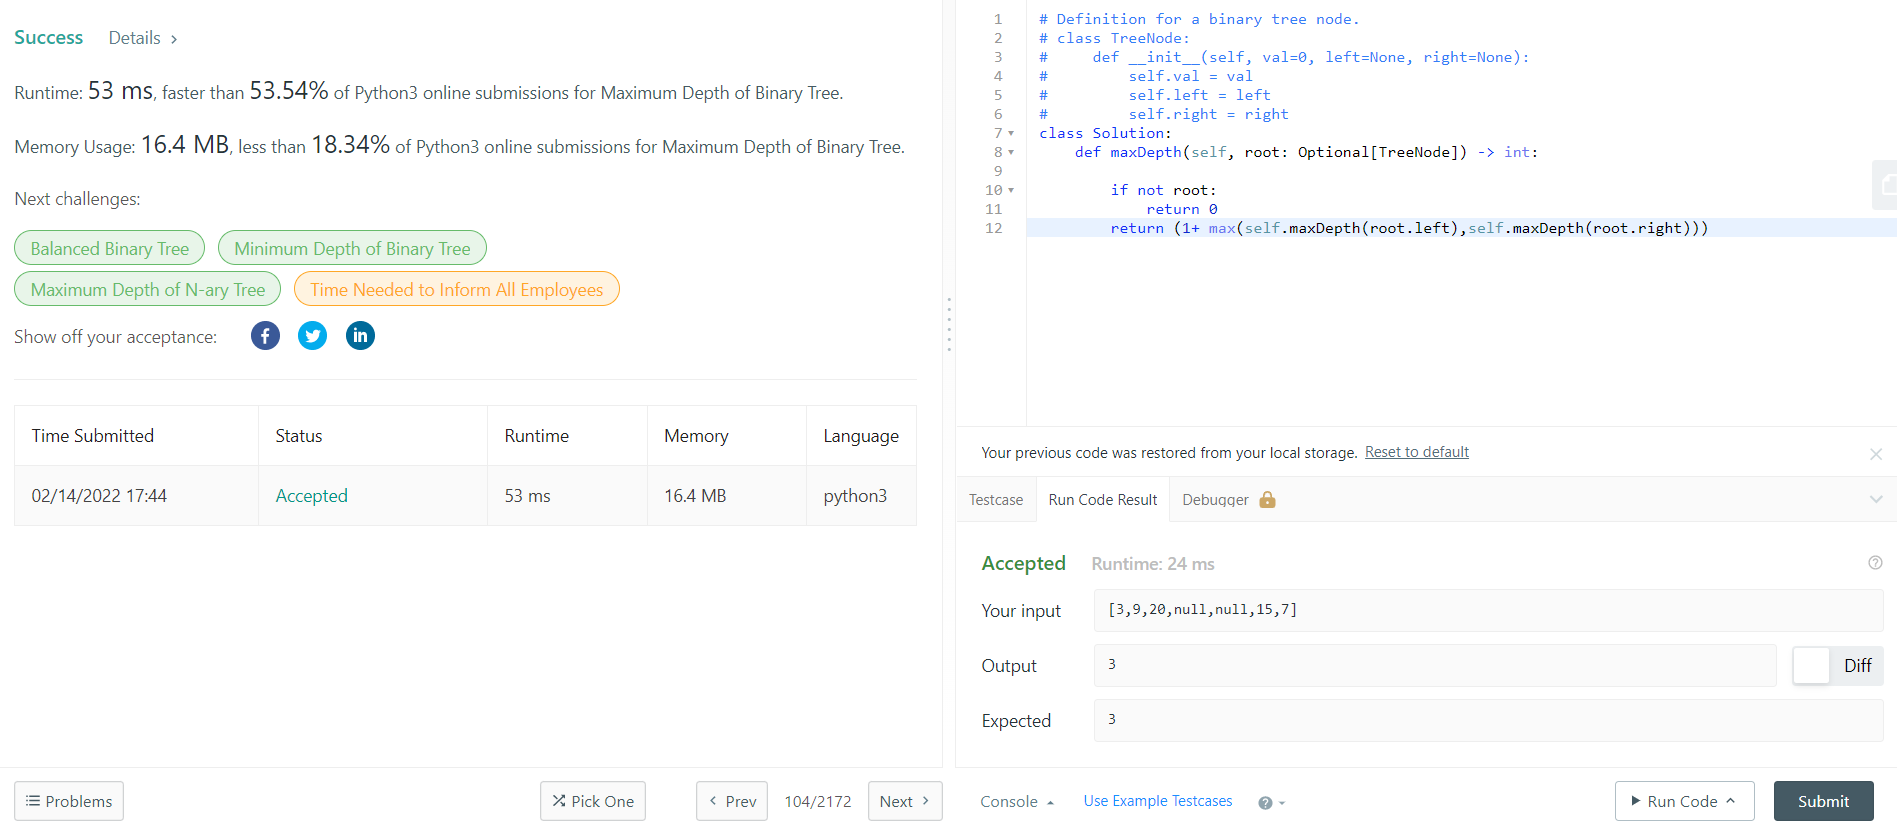 Success Details >
Runtime: 53 ms, faster than 53.54% of Python3 online submissions for Maximum Depth of Binary Tree.
Memory Usage: 16.4 MB, less than 18.34% of Python3 online submissions for Maximum Depth of Binary Tree.
Next challenges:
Balanced Binary Tree Minimum Depth of Binary Tree
Maximum Depth of N-ary Tree Time Needed to Inform All Employees
Show off your acceptance: f in
Time Submitted Status Runtime Memory Language
02/14/2022 17:44 Accepted 53 ms 16.4 MB python3
Problems Pick One < Prev 104/2172 Next >
1 # Definition for a binary tree node.
2 # class TreeNode:
3 #     def __init__(self, val=0, left=None, right=None):
4 #         self.val = val
5 #         self.left = left
6 #         self.right = right
7 class Solution:
8     def maxDepth(self, root: Optional[TreeNode]) -> int:
9
10         if not root:
11             return 0
12         return (1+ max(self.maxDepth(root.left),self.maxDepth(root.right)))
Your previous code was restored from your local storage. Reset to default
Testcase Run Code Result Debugger
Accepted Runtime: 24 ms ?
Your input [3,9,20,null,null,15,7]
Output 3 Diff
Expected 3
Console Use Example Testcases ? Run Code Submit